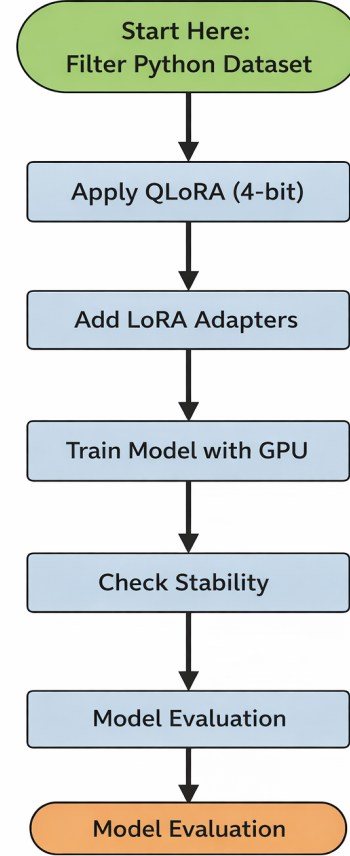 Start Here:
Filter Python Dataset
Apply QLoRA (4-bit)
Add LoRA Adapters
Train Model with GPU
Check Stability
Model Evaluation
Model Evaluation